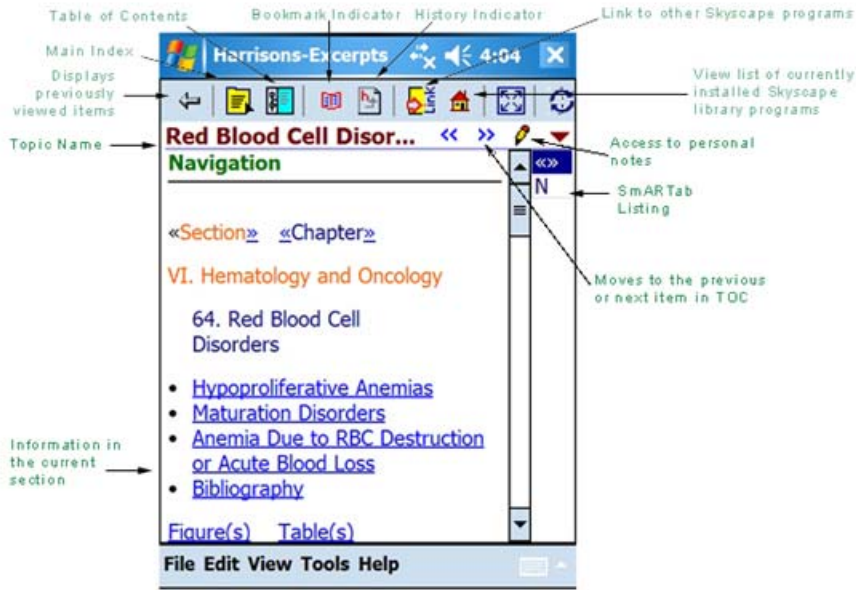 Table of Contents
Bookmark Indicator
History Indicator
Link to other Skyscape programs
Main Index
Displays
previously
viewed items
View list of currently
installed Skyscape
library programs
Harrisons-Excerpts
4:04
Link
Topic Name
Red Blood Cell Disor...
« »
Access to personal
notes
Navigation
«»
N
SmARTab
Listing
«Section» «Chapter»
VI. Hematology and Oncology
Moves to the previous
or next item in TOC
64. Red Blood Cell
Disorders
• Hypoproliferative Anemias
• Maturation Disorders
• Anemia Due to RBC Destruction
or Acute Blood Loss
• Bibliography
Information in
the current
section
Figure(s) Table(s)
File Edit View Tools Help